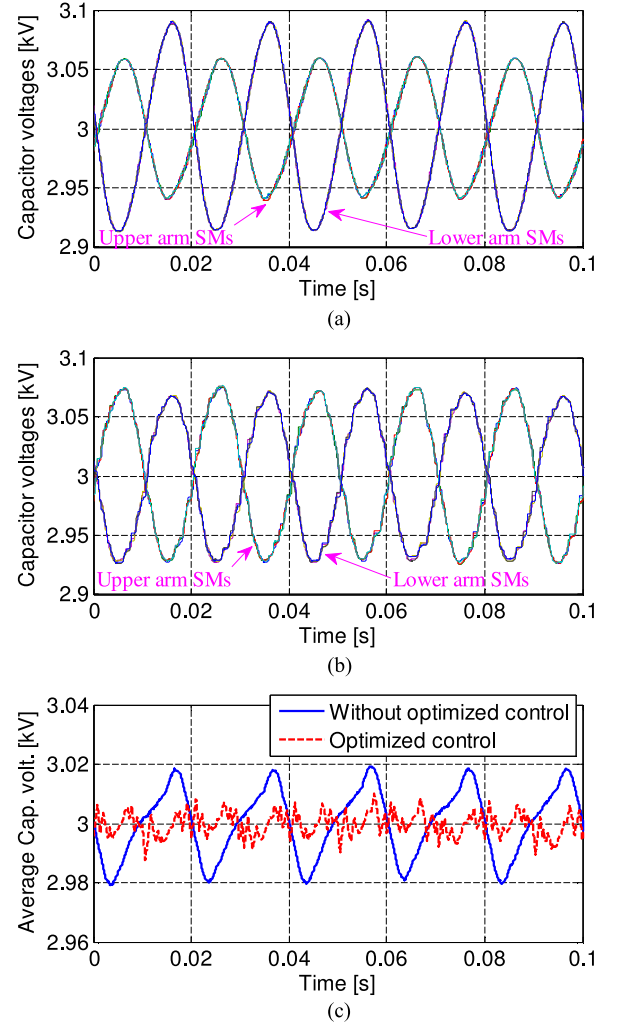 Capacitor voltages [kV]
3.1
3.05
3
2.95
2.9
Upper arm SMs
Lower arm SMs
0 0.02 0.04 0.06 0.08 0.1
Time [s]
(a)
Capacitor voltages [kV]
3.1
3.05
3
2.95
2.9
Upper arm SMs
Lower arm SMs
0 0.02 0.04 0.06 0.08 0.1
Time [s]
(b)
Average Cap. volt. [kV]
3.04
3.02
3
2.98
2.96
Without optimized control
Optimized control
0 0.02 0.04 0.06 0.08 0.1
Time [s]
(c)